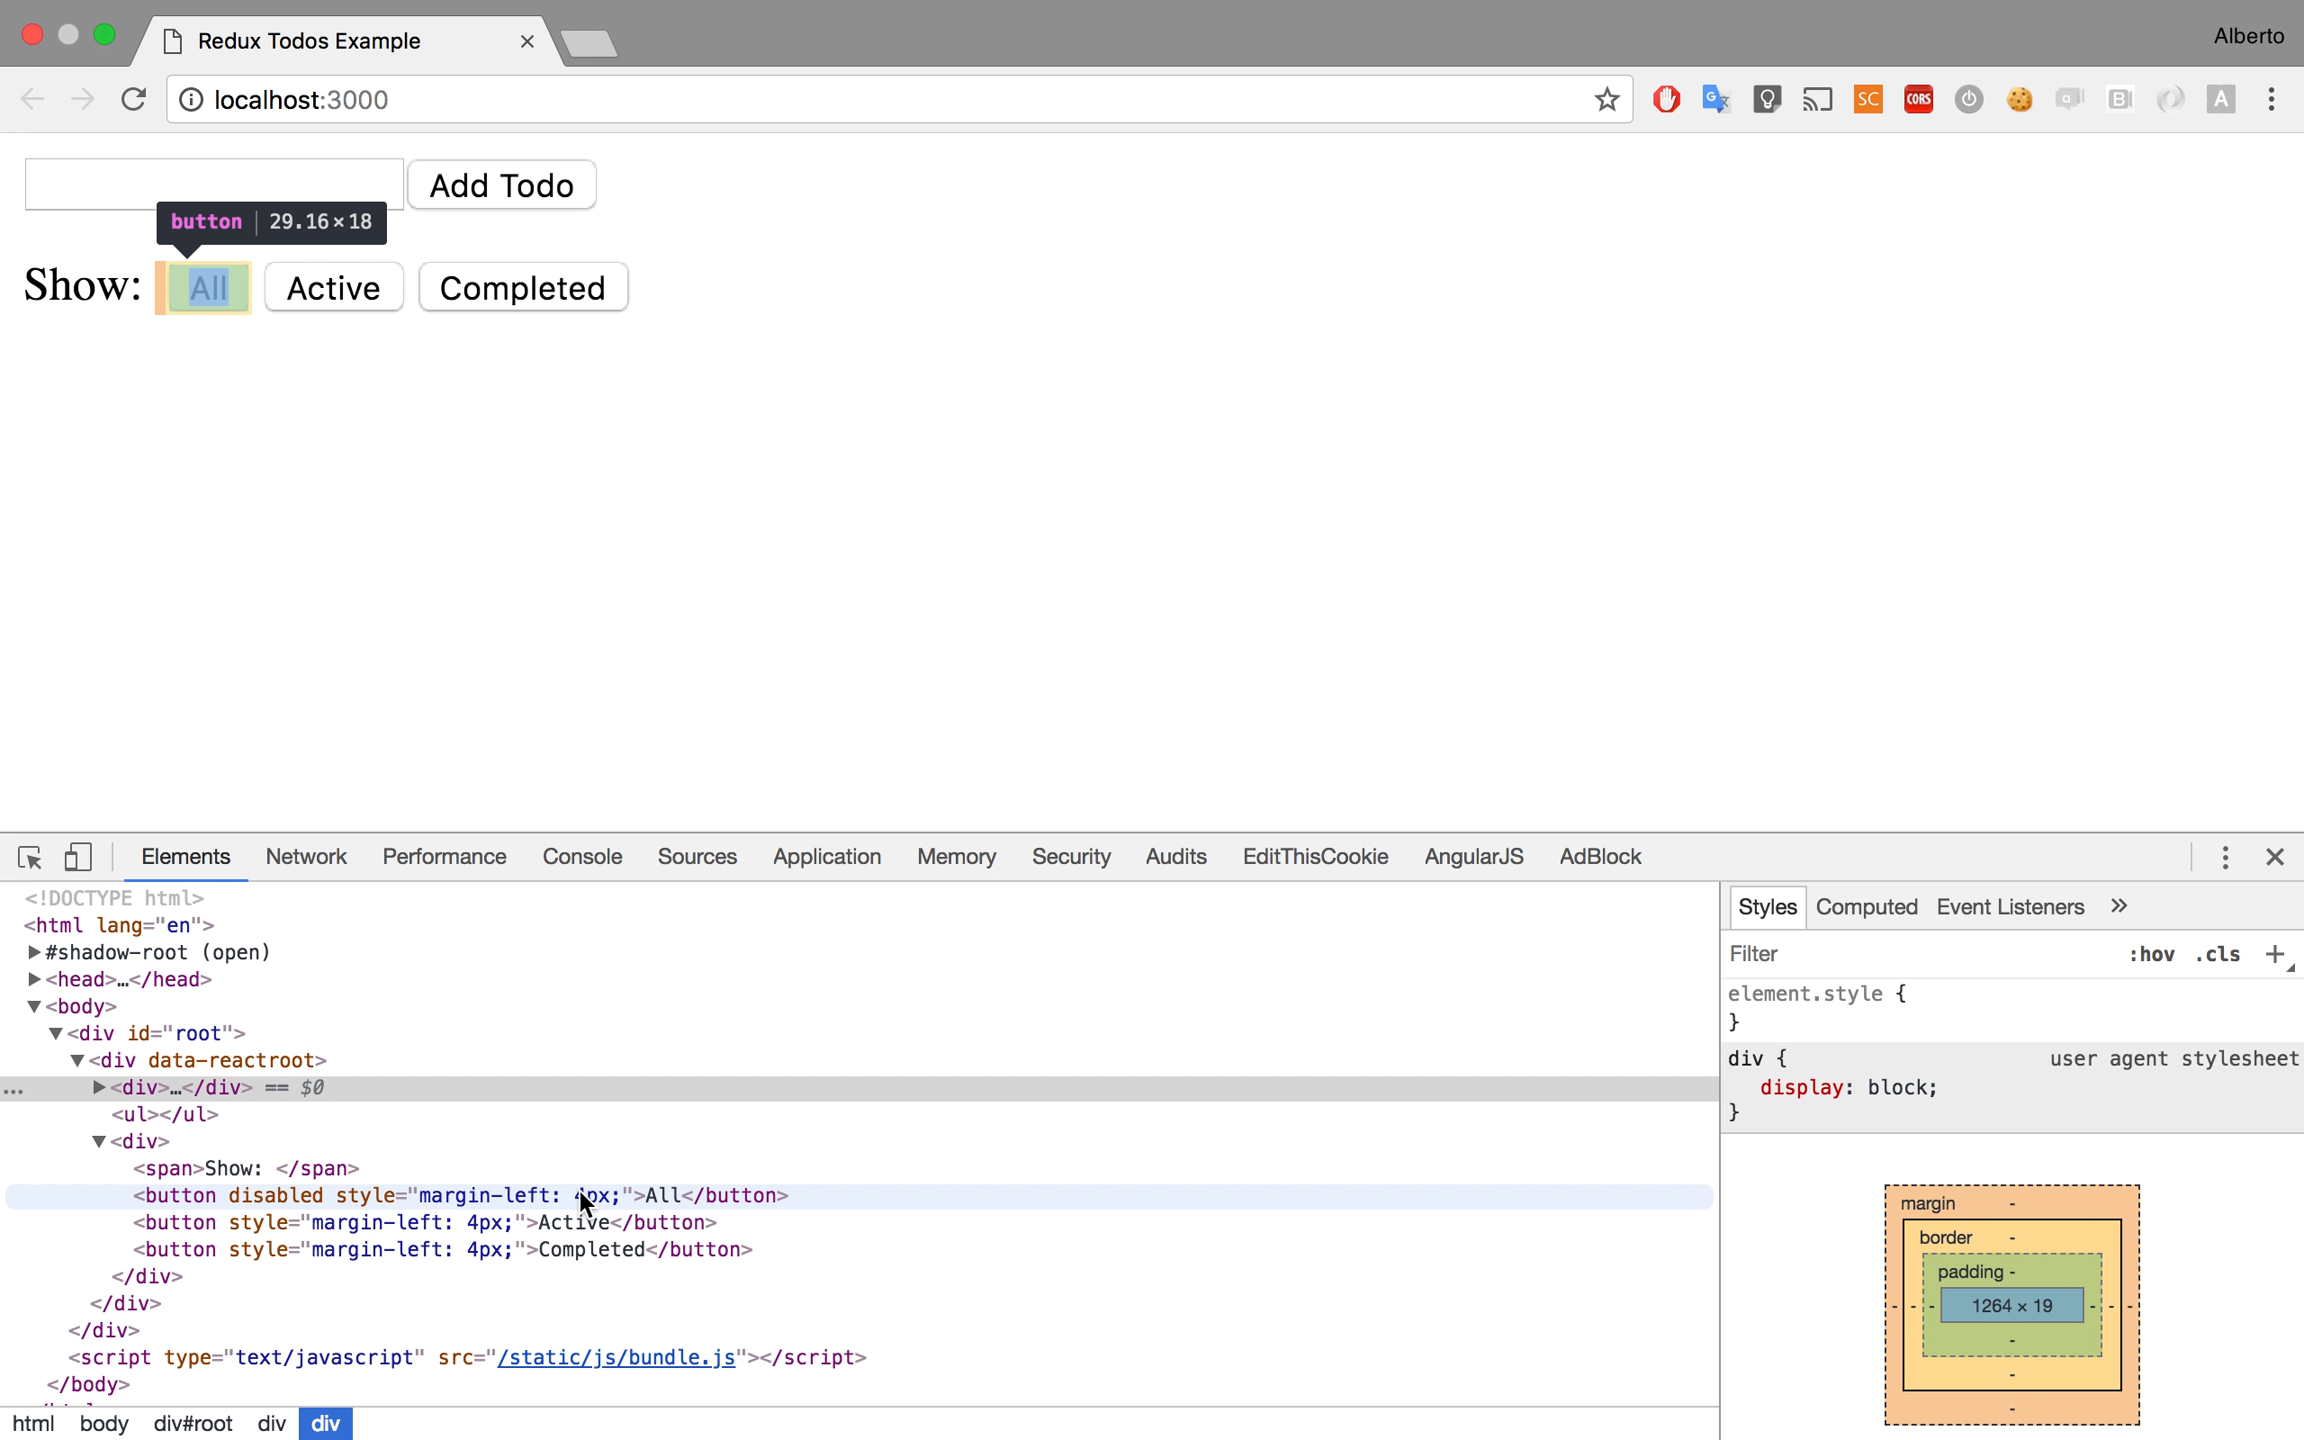 Redux Todos Example
Alberto
localhost:3000
SC
CORS
Add Todo
button 29.16×18
Show: All Active Completed
Elements Network Performance Console Sources Application Memory Security Audits EditThisCookie AngularJS AdBlock
<!DOCTYPE html>
<html lang="en">
#shadow-root (open)
<head>…</head>
<body>
<div id="root">
<div data-reactroot>
… <div>…</div> == $0
<ul></ul>
<div>
<span>Show: </span>
<button disabled style="margin-left: 4px;">All</button>
<button style="margin-left: 4px;">Active</button>
<button style="margin-left: 4px;">Completed</button>
</div>
</div>
</div>
<script type="text/javascript" src="/static/js/bundle.js"></script>
</body>
html body div#root div div
Styles Computed Event Listeners »
Filter :hov .cls +
element.style {
}
div { user agent stylesheet
display: block;
}
margin -
border -
padding -
- - - 1264 × 19 - - -
-
-
-